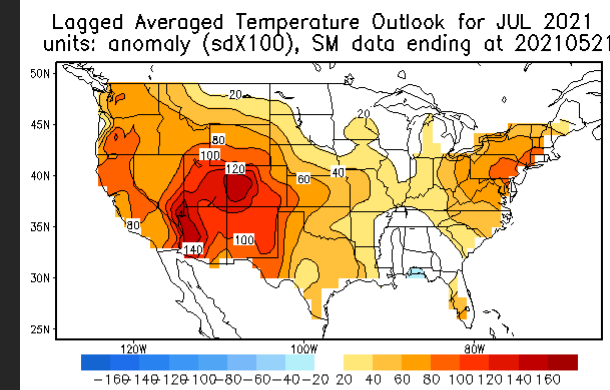 Lagged Averaged Temperature Outlook for JUL 2021
units: anomaly (sdX100), SM data ending at 20210521
50N
45N
40N
35N
30N
25N
20
20
80
100
120
60
40
80
100
140
120W
100W
80W
-160 -140 -120 -100 -80 -60 -40 -20 20 40 60 80 100 120 140 160